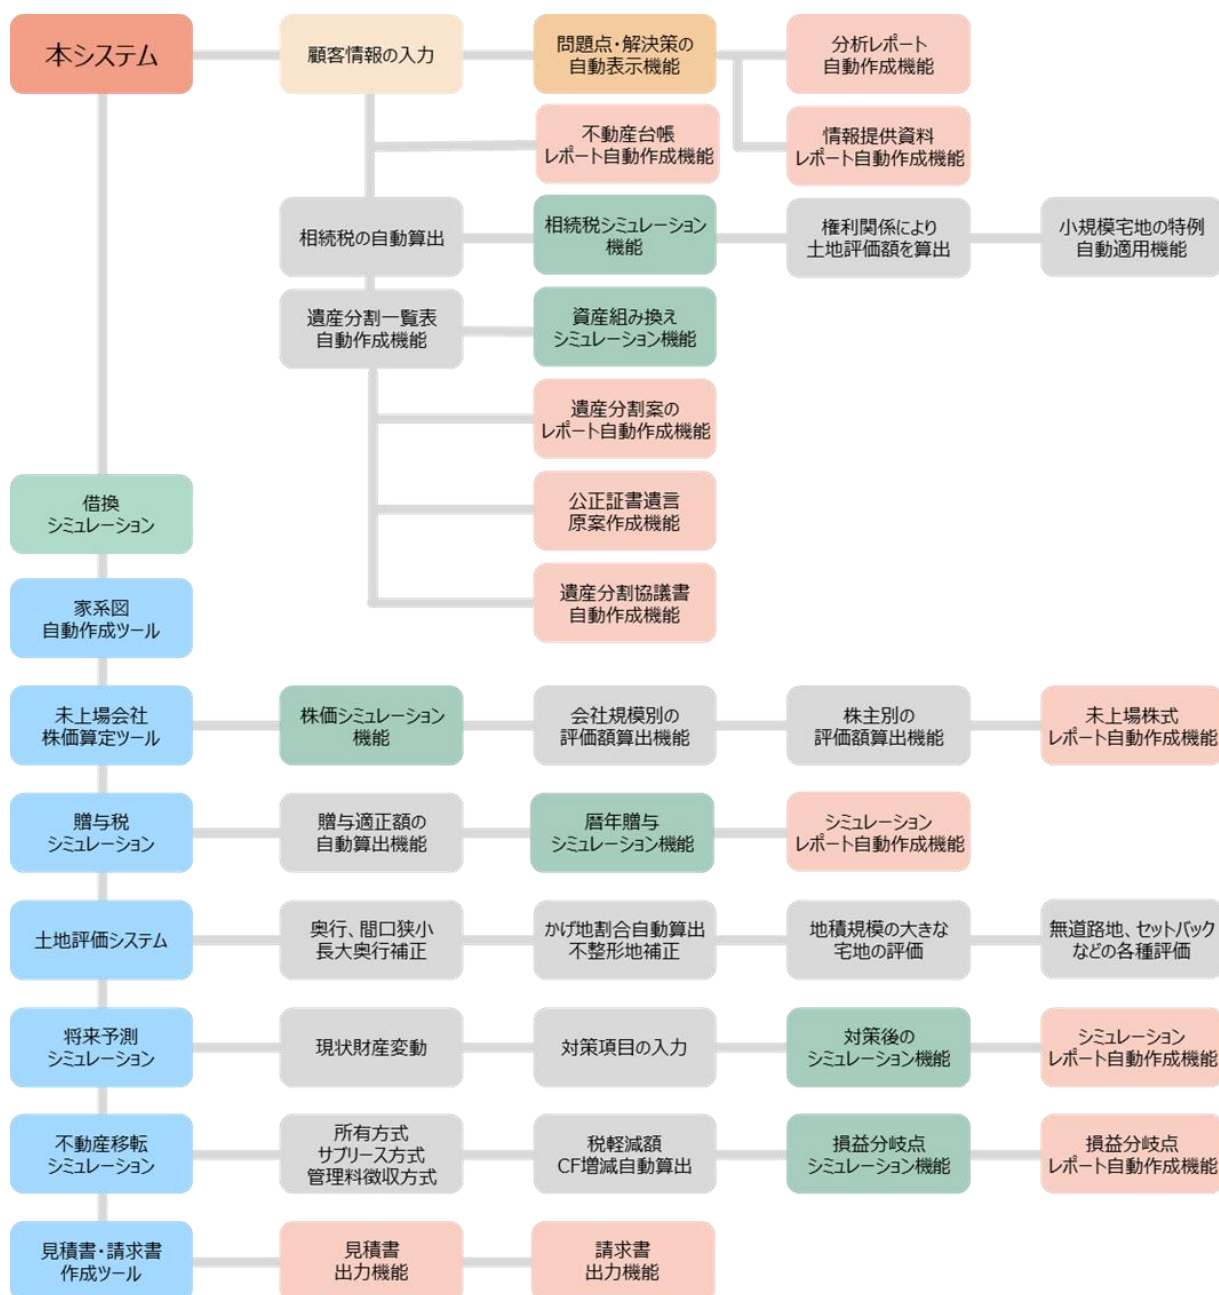 本システム
顧客情報の入力
問題点・解決策の
自動表示機能
分析レポート
自動作成機能
不動産台帳
レポート自動作成機能
情報提供資料
レポート自動作成機能
相続税の自動算出
相続税シミュレーション
機能
権利関係により
土地評価額を算出
小規模宅地の特例
自動適用機能
遺産分割一覧表
自動作成機能
資産組み換え
シミュレーション機能
遺産分割案の
レポート自動作成機能
公正証書遺言
原案作成機能
遺産分割協議書
自動作成機能
借換
シミュレーション
家系図
自動作成ツール
未上場会社
株価算定ツール
株価シミュレーション
機能
会社規模別の
評価額算出機能
株主別の
評価額算出機能
未上場株式
レポート自動作成機能
贈与税
シミュレーション
贈与適正額の
自動算出機能
暦年贈与
シミュレーション機能
シミュレーション
レポート自動作成機能
土地評価システム
奥行、間口狭小
長大奥行補正
かげ地割合自動算出
不整形地補正
地積規模の大きな
宅地の評価
無道路地、セットバック
などの各種評価
将来予測
シミュレーション
現状財産変動
対策項目の入力
対策後の
シミュレーション機能
シミュレーション
レポート自動作成機能
不動産移転
シミュレーション
所有方式
サブリース方式
管理料徴収方式
税軽減額
CF増減自動算出
損益分岐点
シミュレーション機能
損益分岐点
レポート自動作成機能
見積書・請求書
作成ツール
見積書
出力機能
請求書
出力機能